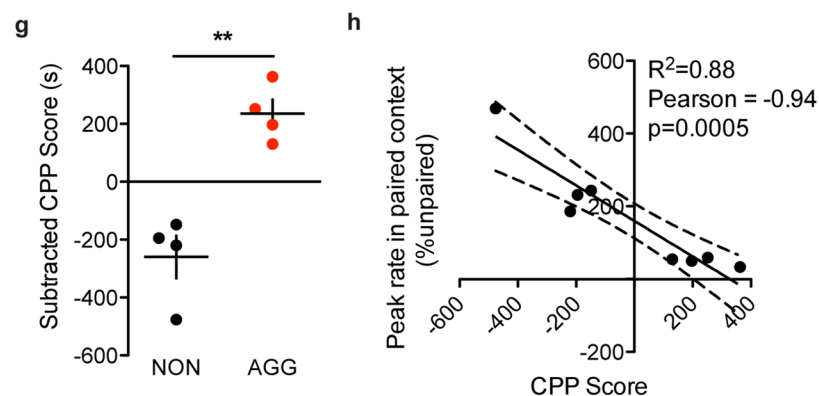 g
**
Subtracted CPP Score (s)
400
200
0
-200
-400
-600
NON AGG
h
Peak rate in paired context
(%unpaired)
600
400
200
-200
R²=0.88
Pearson = -0.94
p=0.0005
-600 -400 -200 200 400
CPP Score